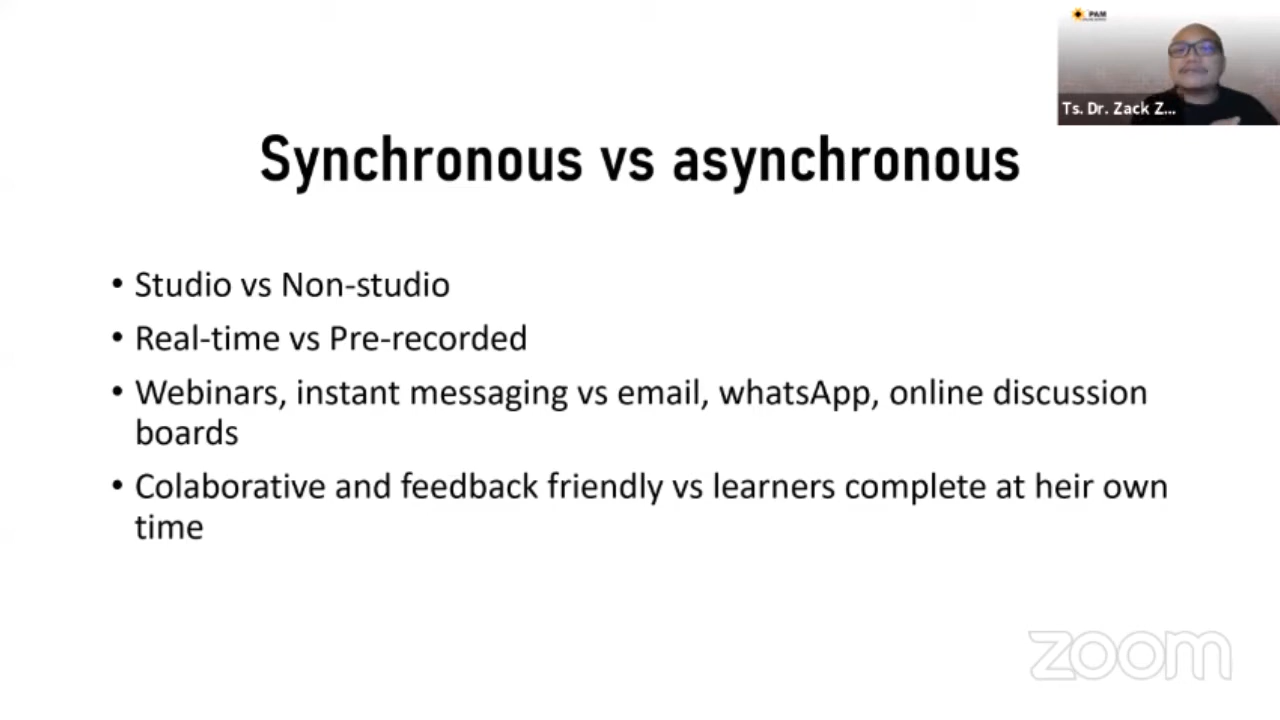 PAM
Ts. Dr. Zack Z...
Synchronous vs asynchronous
• Studio vs Non-studio
• Real-time vs Pre-recorded
• Webinars, instant messaging vs email, whatsApp, online discussion
boards
• Colaborative and feedback friendly vs learners complete at heir own
time
zoom